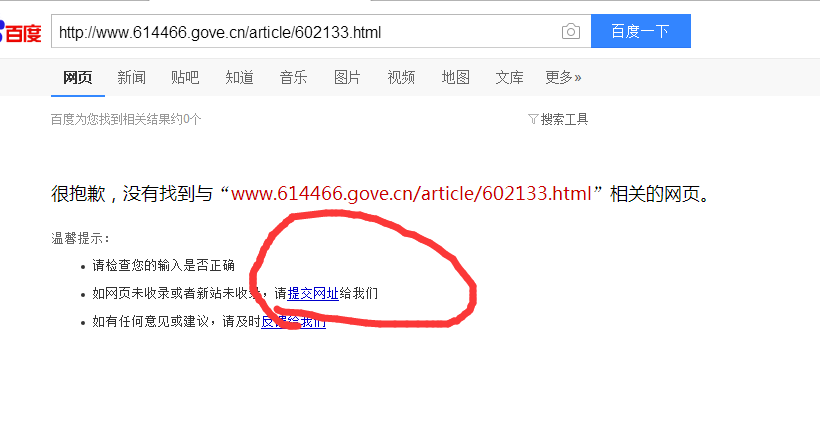 百度
http://www.614466.gove.cn/article/602133.html
百度一下
网页 新闻 贴吧 知道 音乐 图片 视频 地图 文库 更多»
百度为您找到相关结果约0个 搜索工具
很抱歉，没有找到与“www.614466.gove.cn/article/602133.html”相关的网页。
温馨提示：
请检查您的输入是否正确
如网页未收录或者新站未收录，请提交网址给我们
如有任何意见或建议，请及时反馈给我们